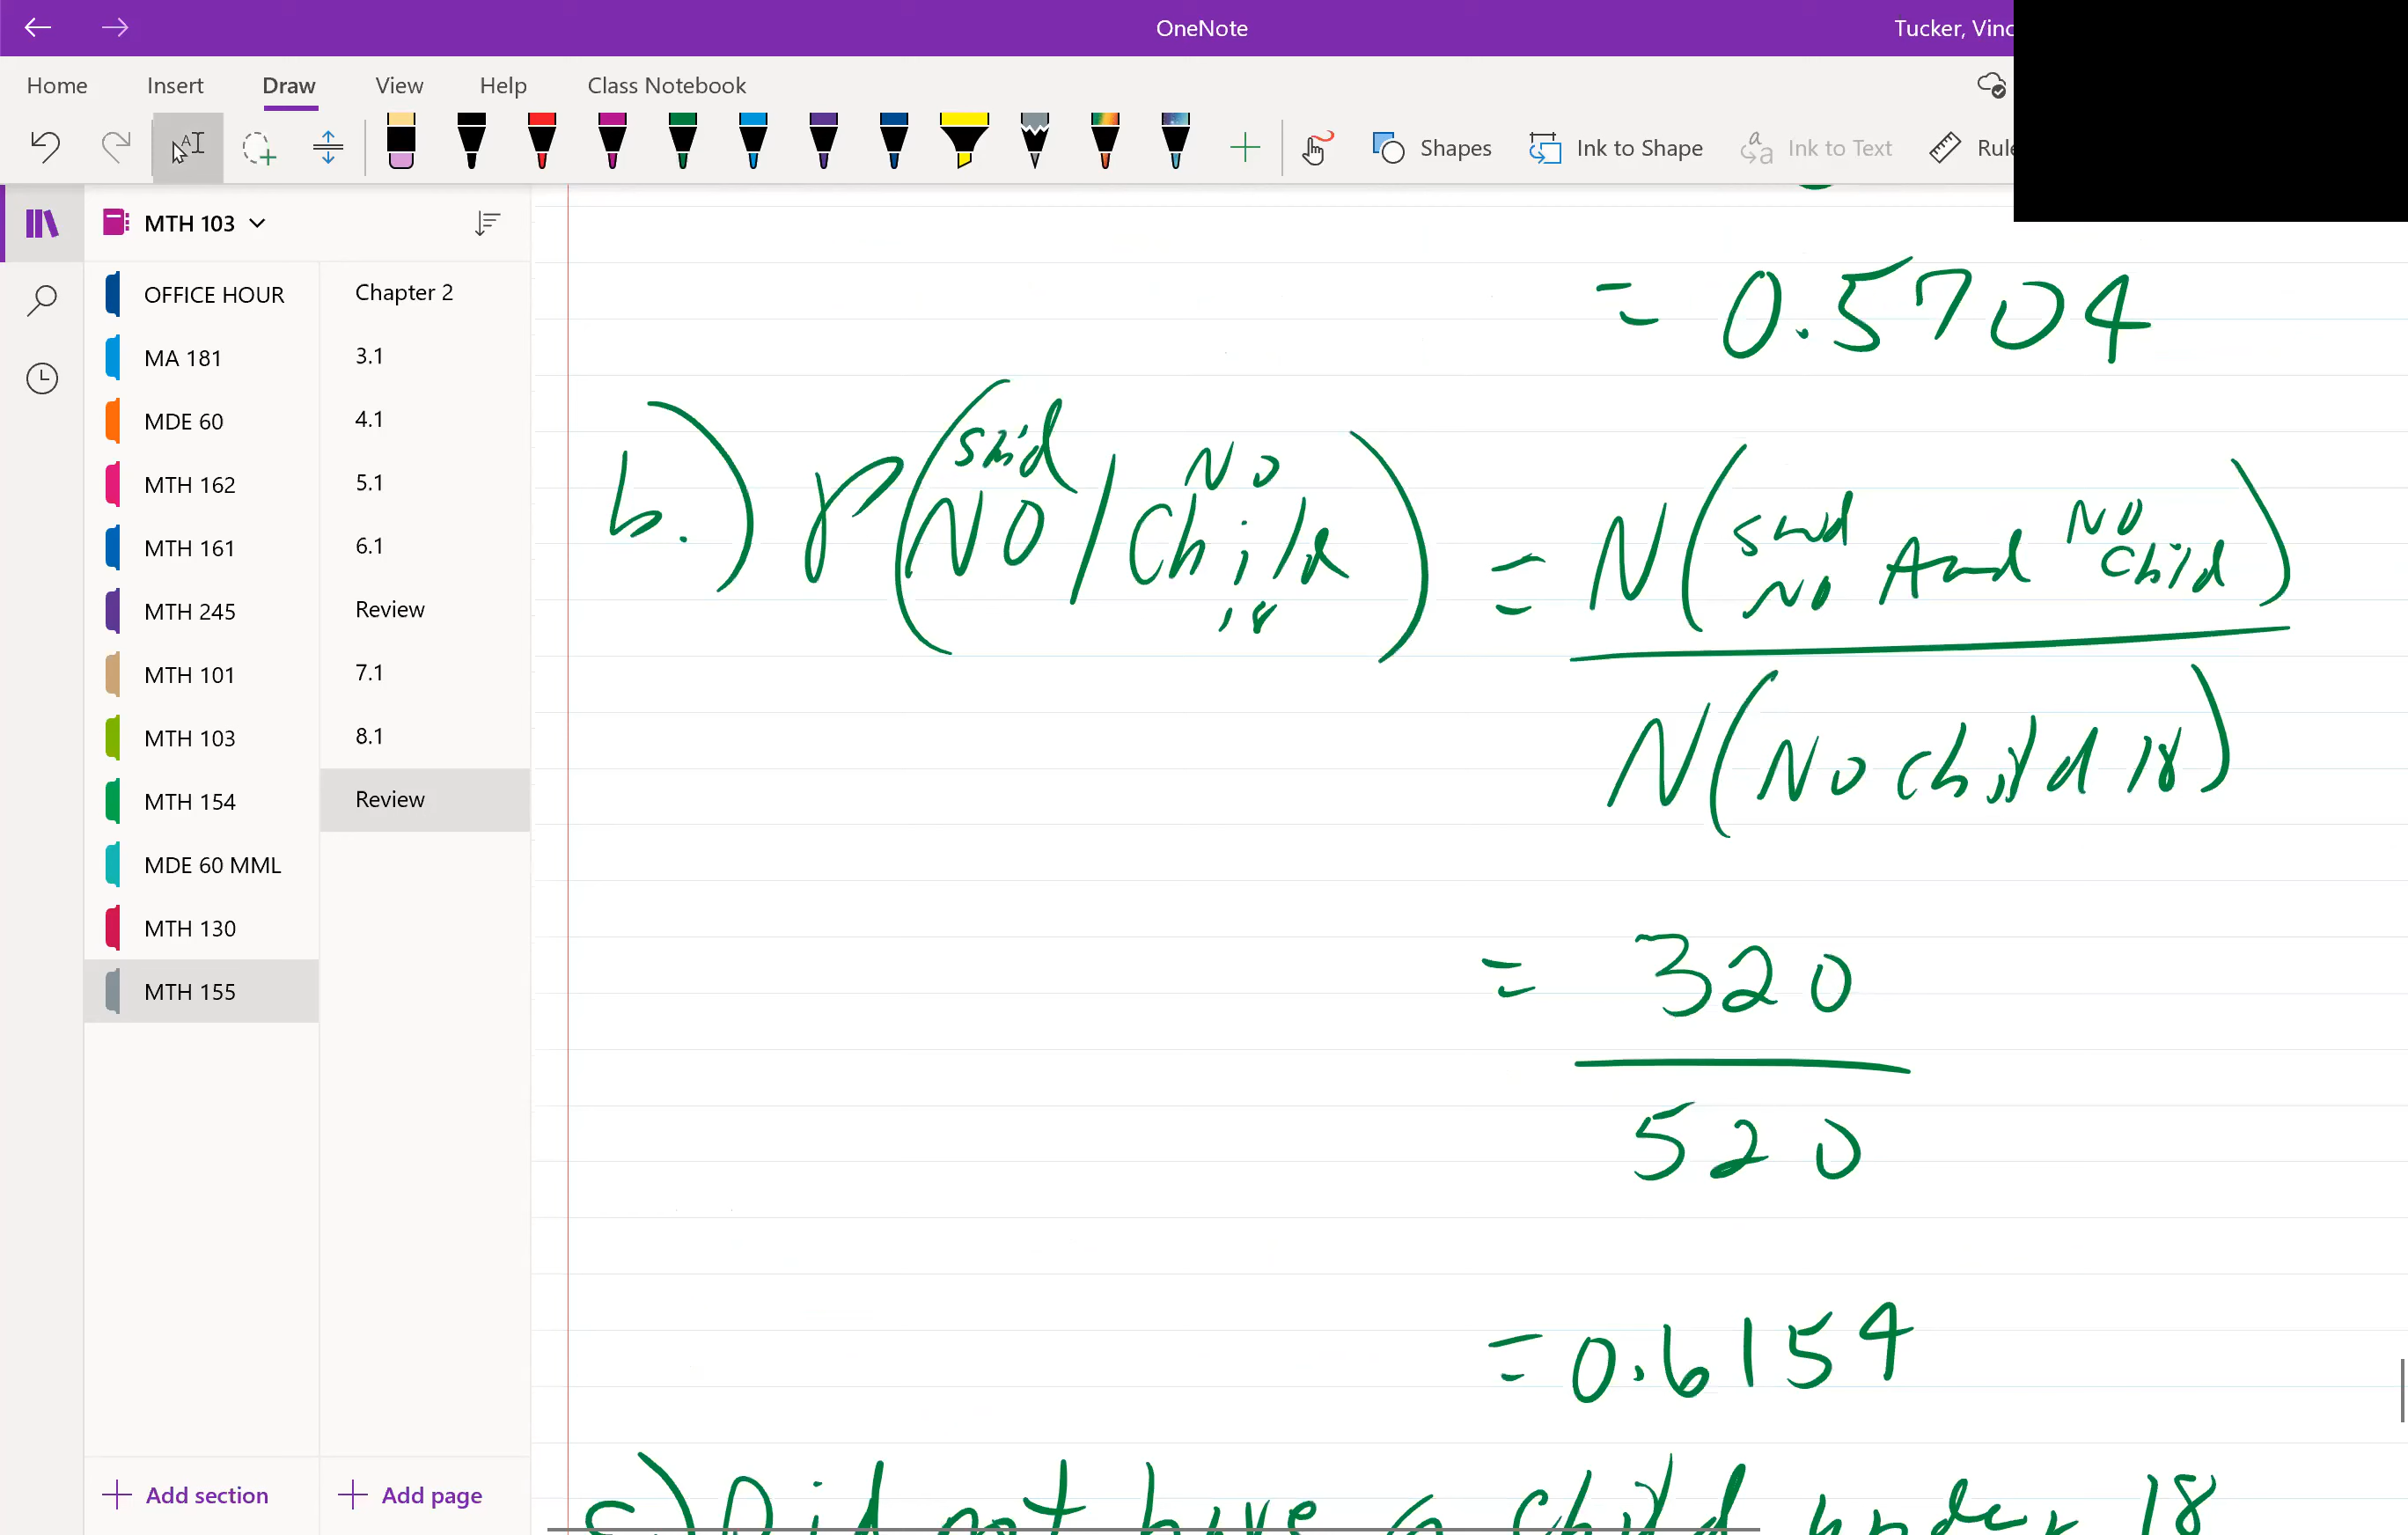 OneNote
Tucker, Vinc
Home Insert Draw View Help Class Notebook
Shapes Ink to Shape Ink to Text Rule
MTH 103
OFFICE HOUR
MA 181
MDE 60
MTH 162
MTH 161
MTH 245
MTH 101
MTH 103
MTH 154
MDE 60 MML
MTH 130
MTH 155
Add section
Chapter 2
3.1
4.1
5.1
6.1
Review
7.1
8.1
Review
Add page
= 0.5704
b.) P(said NO / NO Child 18) = N(said NO And NO Child)
N(No child 18)
= 320
520
= 0.6154
c.) Did not have a child under 18